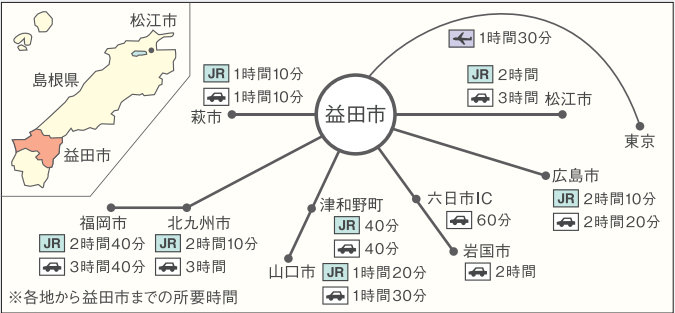 松江市
島根県
益田市
益田市
1時間30分
東京
JR 1時間10分
1時間10分
萩市
JR 2時間
3時間
松江市
広島市
JR 2時間10分
2時間20分
六日市IC
60分
岩国市
2時間
津和野町
JR 40分
40分
山口市
JR 1時間20分
1時間30分
北九州市
JR 2時間10分
3時間
福岡市
JR 2時間40分
3時間40分
※各地から益田市までの所要時間